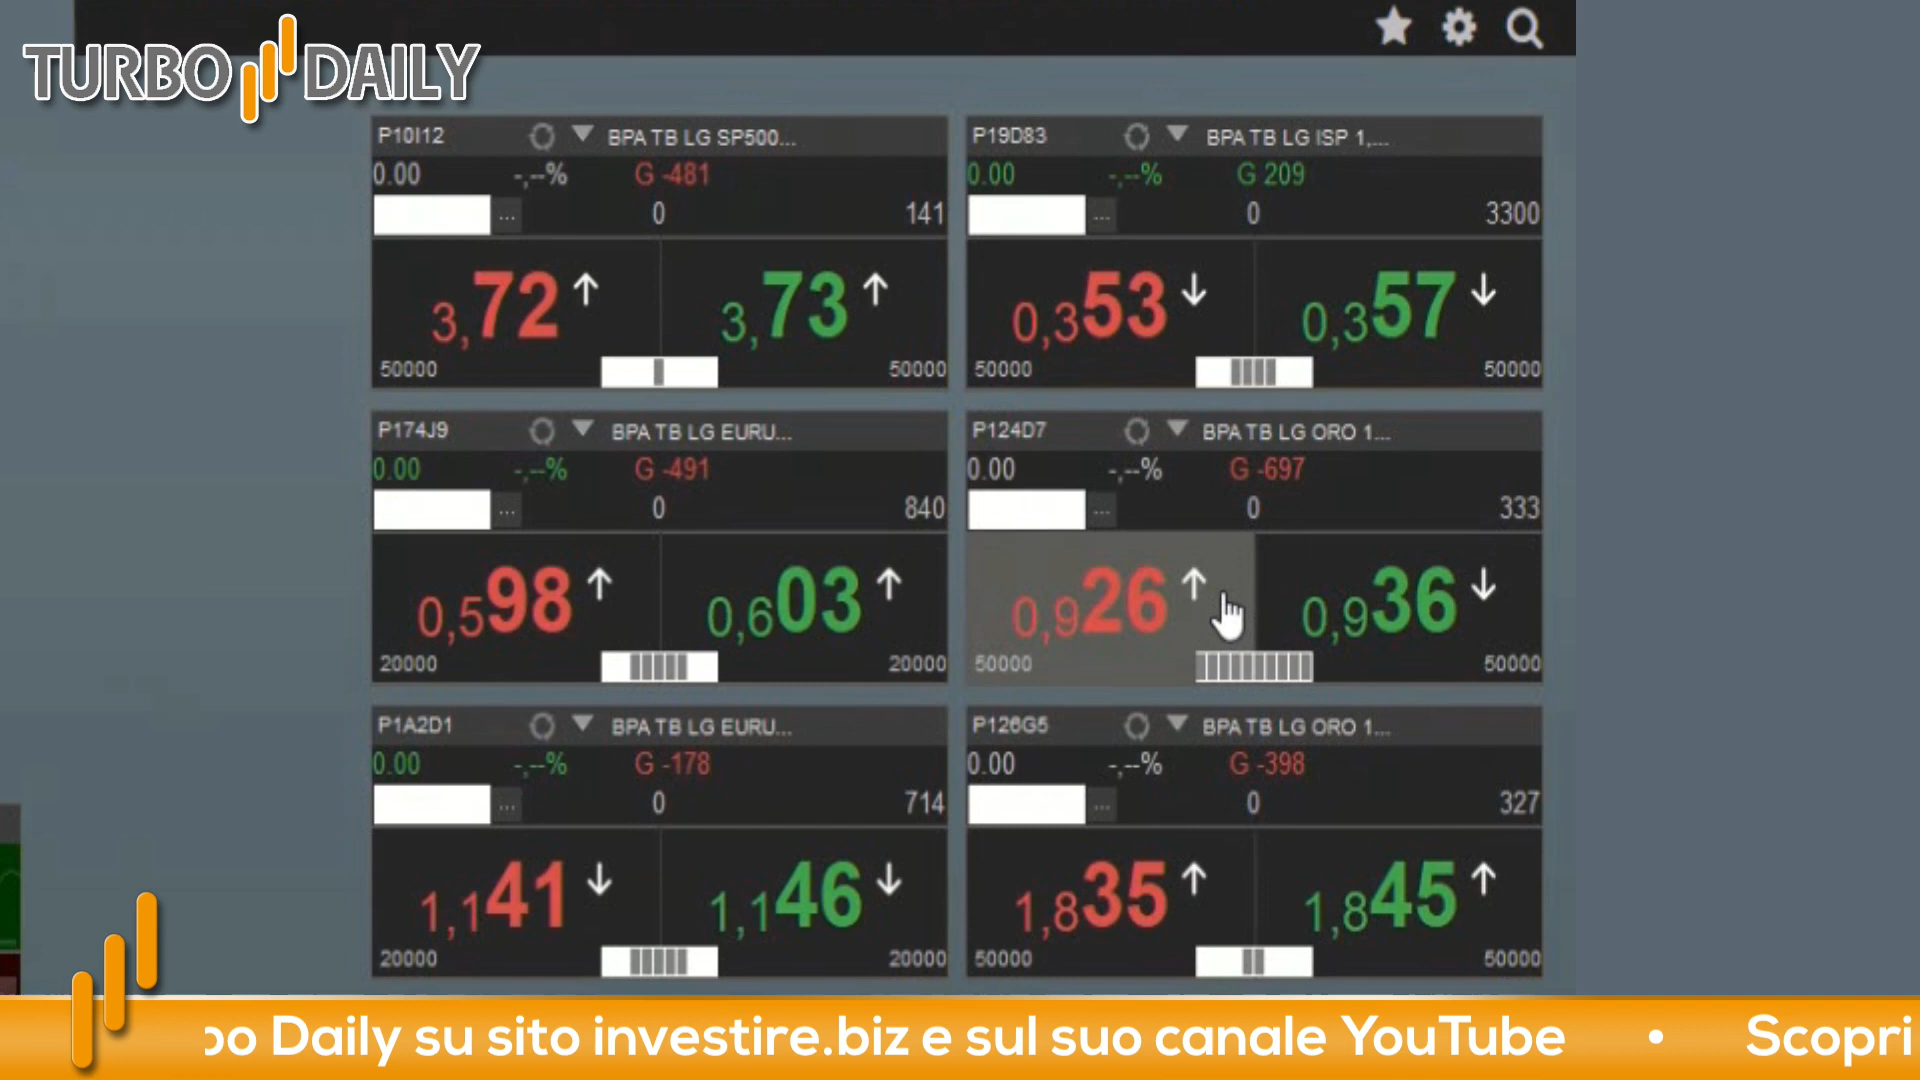 TURBO DAILY
P10I12 BPA TB LG SP500...
0.00 -,--% G -481
... 0 141
3,72 3,73
50000 50000
P19D83 BPA TB LG ISP 1,...
0.00 -,--% G 209
... 0 3300
0,353 0,357
50000 50000
P174J9 BPA TB LG EURU...
0.00 -,--% G -491
... 0 840
0,598 0,603
20000 20000
P124D7 BPA TB LG ORO 1...
0.00 -,--% G -697
... 0 333
0,926 0,936
50000 50000
P1A2D1 BPA TB LG EURU...
0.00 -,--% G -178
... 0 714
1,141 1,146
20000 20000
P126G5 BPA TB LG ORO 1...
0.00 -,--% G -398
... 0 327
1,835 1,845
50000 50000
bo Daily su sito investire.biz e sul suo canale YouTube • Scopri